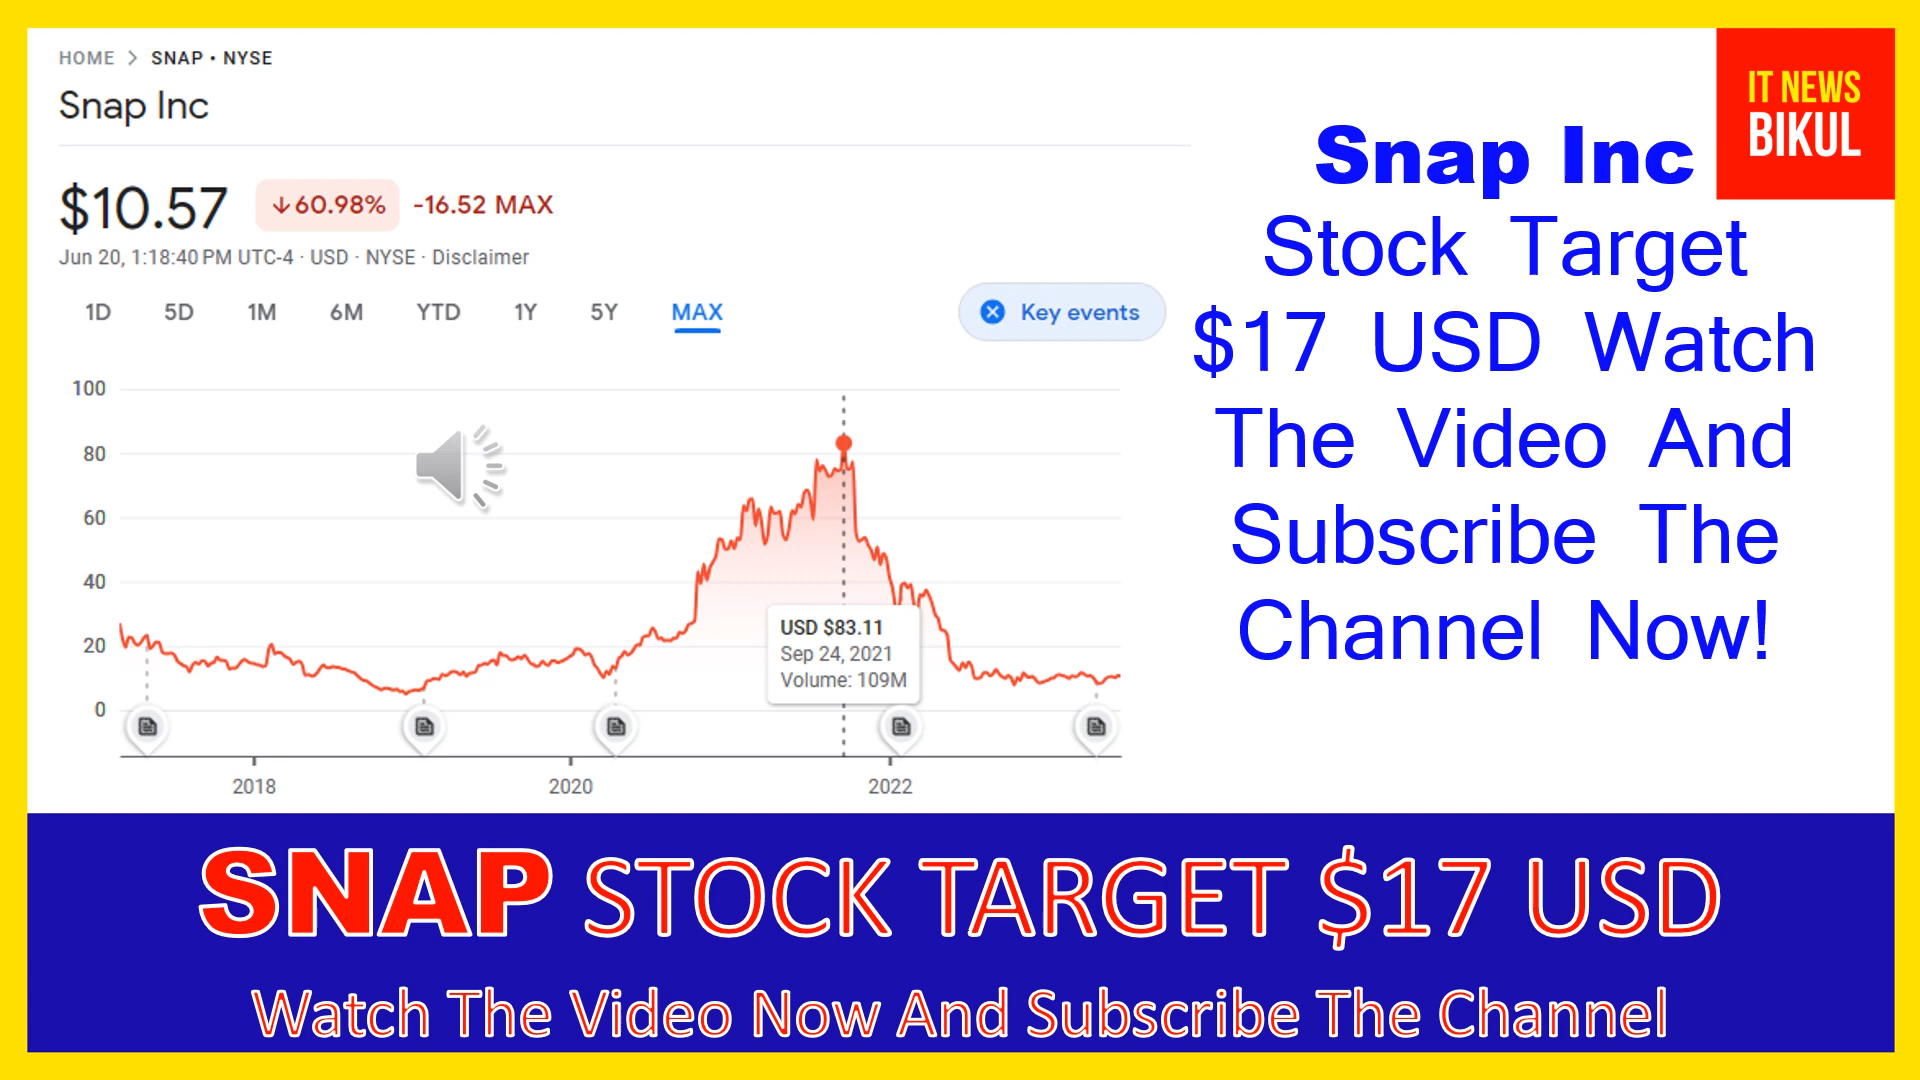 HOME > SNAP • NYSE
Snap Inc
$10.57 ↓60.98% -16.52 MAX
Jun 20, 1:18:40 PM UTC-4 · USD · NYSE · Disclaimer
1D 5D 1M 6M YTD 1Y 5Y MAX
Key events
100
80
60
40
20
0
USD $83.11
Sep 24, 2021
Volume: 109M
2018 2020 2022
IT NEWS
BIKUL
Snap Inc
Stock Target
$17 USD Watch
The Video And
Subscribe The
Channel Now!
SNAP STOCK TARGET $17 USD
Watch The Video Now And Subscribe The Channel